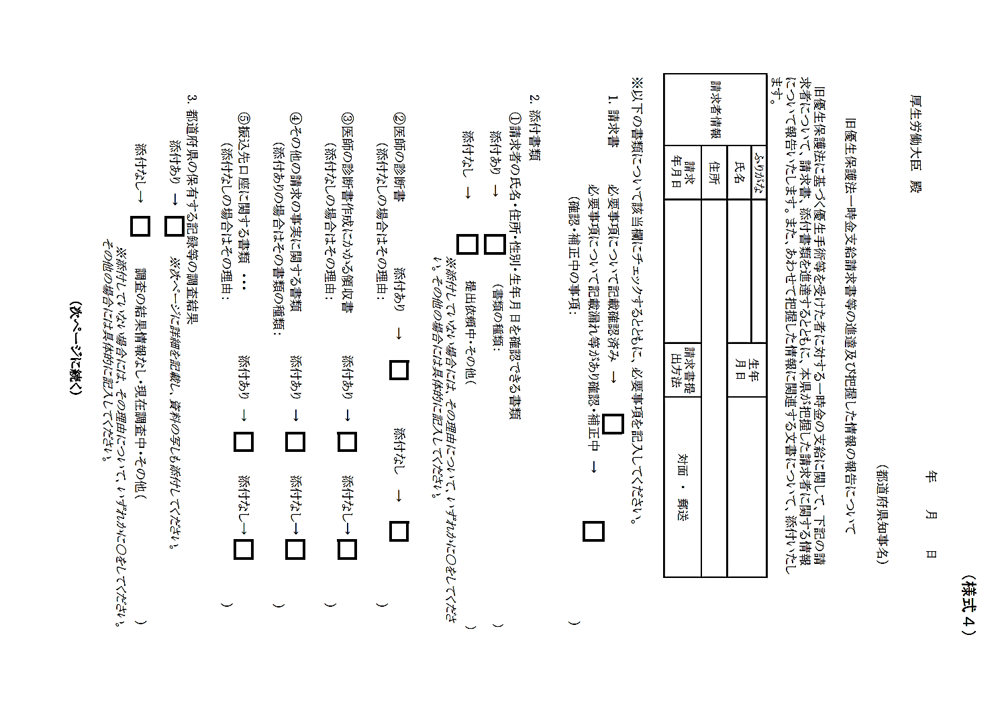 (様式４)
年　　月　　日
厚生労働大臣　殿
(都道府県知事名)
旧優生保護法一時金支給請求書等の進達及び把握した情報の報告について
旧優生保護法に基づく優生手術等を受けた者に対する一時金の支給に関して、下記の請
求者について、請求書、添付書類を進達するとともに、本県が把握した請求者に関する情報
について報告いたします。また、あわせて把握した情報に関連する文書について、添付いたし
ます。
請求者情報
ふりがな
氏名
生年
月日
住所
請求
年月日
請求書提
出方法
対面 ・ 郵送
※以下の書類について該当欄にチェックするとともに、必要事項を記入してください。
1. 請求書　必要事項について記載確認済み → □
必要事項について記載漏れ等があり確認・補正中 → □
(確認・補正中の事項: )
2. 添付書類
①請求者の氏名・住所・性別・生年月日を確認できる書類
添付あり → □ (書類の種類: )
添付なし → □ 提出依頼中・その他( )
※添付していない場合には、その理由について、いずれかに○をしてくださ
い。その他の場合には具体的に記入してください。
②医師の診断書　添付あり → □　添付なし → □
(添付なしの場合はその理由: )
③医師の診断書作成にかかる領収書　添付あり → □　添付なし→ □
(添付なしの場合はその理由: )
④その他の請求の事実に関する書類　添付あり → □　添付なし→ □
(添付ありの場合はその書類の種類: )
⑤振込先口座に関する書類 ・・・　添付あり → □　添付なし→ □
(添付なしの場合はその理由: )
3. 都道府県の保有する記録等の調査結果
添付あり → □ ※次ページに詳細を記載し、資料の写しも添付してください。
添付なし→ □ 調査の結果情報なし・現在調査中・その他( )
※添付していない場合には、その理由について、いずれかに○をしてください。
その他の場合には具体的に記入してください。
(次ページに続く)